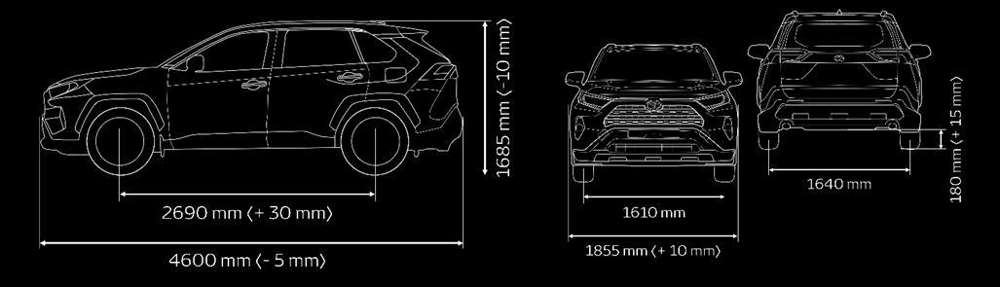 1685 mm (-10 mm)
2690 mm (+ 30 mm)
4600 mm (- 5 mm)
1610 mm
1855 mm (+ 10 mm)
1640 mm
180 mm (+ 15 mm)